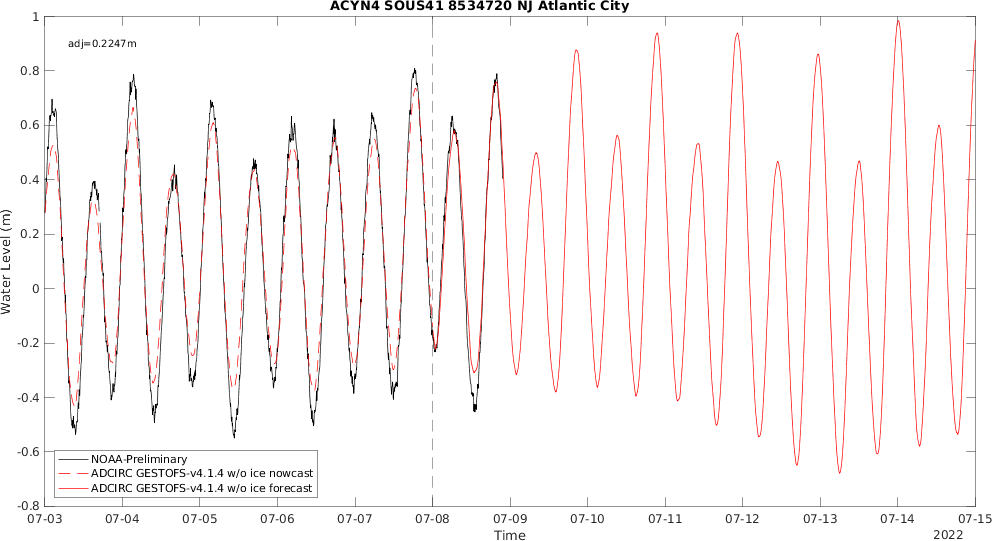 ACYN4 SOUS41 8534720 NJ Atlantic City
adj=0.2247m
1
0.8
0.6
0.4
0.2
0
-0.2
-0.4
-0.6
-0.8
Water Level (m)
NOAA-Preliminary
ADCIRC GESTOFS-v4.1.4 w/o ice nowcast
ADCIRC GESTOFS-v4.1.4 w/o ice forecast
07-03 07-04 07-05 07-06 07-07 07-08 07-09 07-10 07-11 07-12 07-13 07-14 07-15
Time
2022